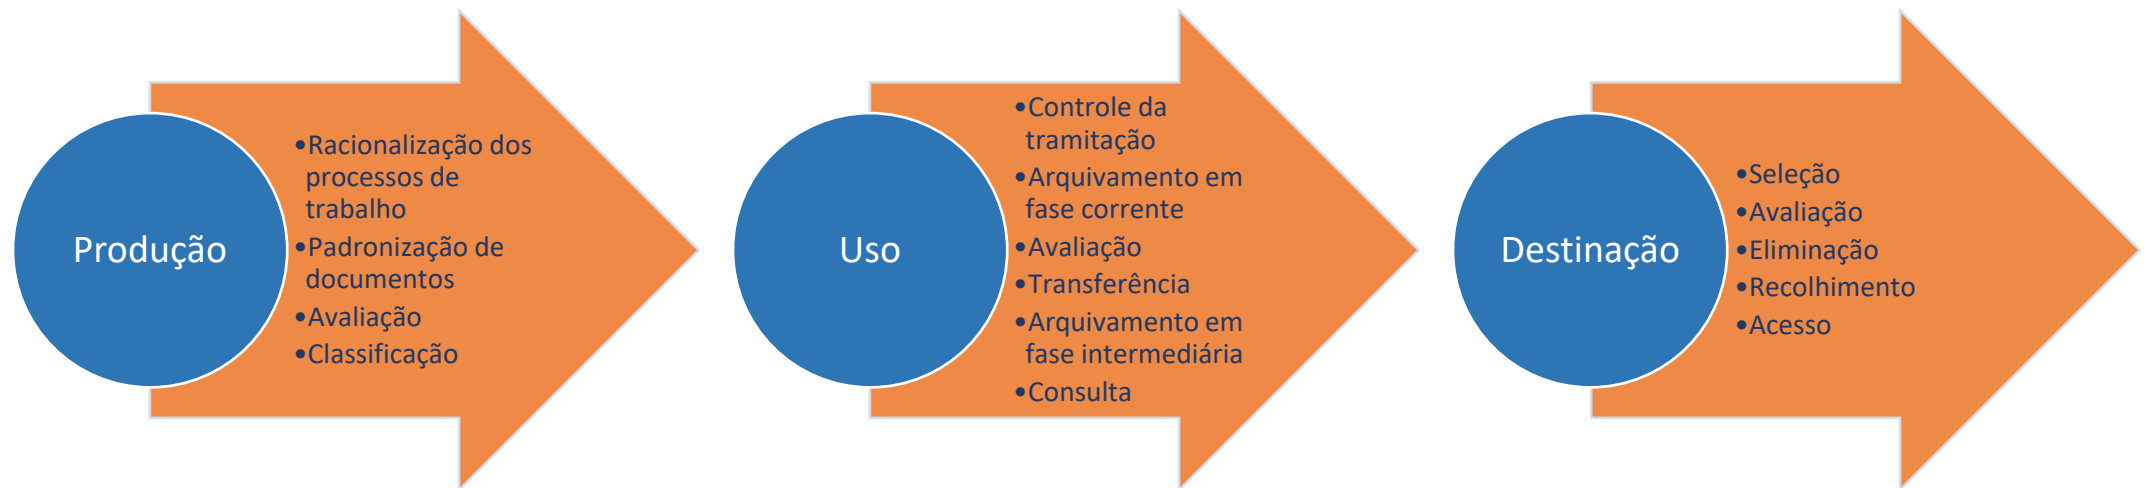 Produção
•Racionalização dos
processos de
trabalho
•Padronização de
documentos
•Avaliação
•Classificação
Uso
•Controle da
tramitação
•Arquivamento em
fase corrente
•Avaliação
•Transferência
•Arquivamento em
fase intermediária
•Consulta
Destinação
•Seleção
•Avaliação
•Eliminação
•Recolhimento
•Acesso